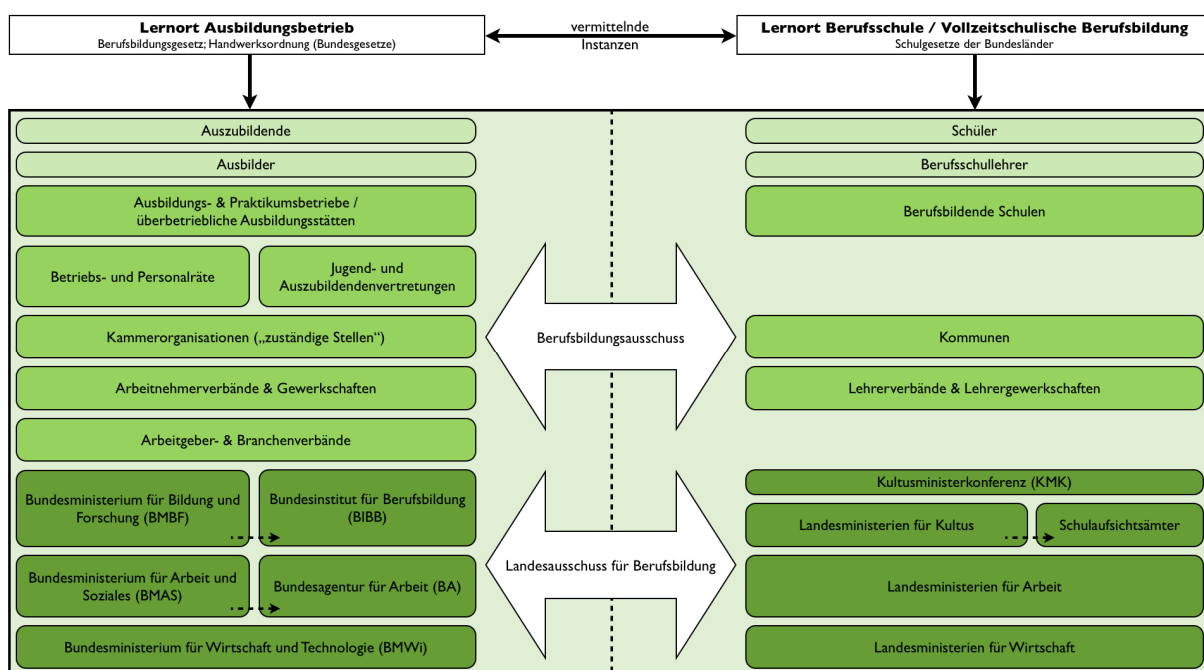 Lernort Ausbildungsbetrieb
Berufsbildungsgesetz; Handwerksordnung (Bundesgesetze)
vermittelnde
Instanzen
Lernort Berufsschule / Vollzeitschulische Berufsbildung
Schulgesetze der Bundesländer
Auszubildende
Ausbilder
Ausbildungs- & Praktikumsbetriebe /
überbetriebliche Ausbildungsstätten
Betriebs- und Personalräte
Jugend- und
Auszubildendenvertretungen
Kammerorganisationen („zuständige Stellen“)
Arbeitnehmerverbände & Gewerkschaften
Arbeitgeber- & Branchenverbände
Bundesministerium für Bildung und
Forschung (BMBF)
Bundesinstitut für Berufsbildung
(BIBB)
Bundesministerium für Arbeit und
Soziales (BMAS)
Bundesagentur für Arbeit (BA)
Bundesministerium für Wirtschaft und Technologie (BMWi)
Berufsbildungsausschuss
Landesausschuss für Berufsbildung
Schüler
Berufsschullehrer
Berufsbildende Schulen
Kommunen
Lehrerverbände & Lehrergewerkschaften
Kultusministerkonferenz (KMK)
Landesministerien für Kultus
Schulaufsichtsämter
Landesministerien für Arbeit
Landesministerien für Wirtschaft